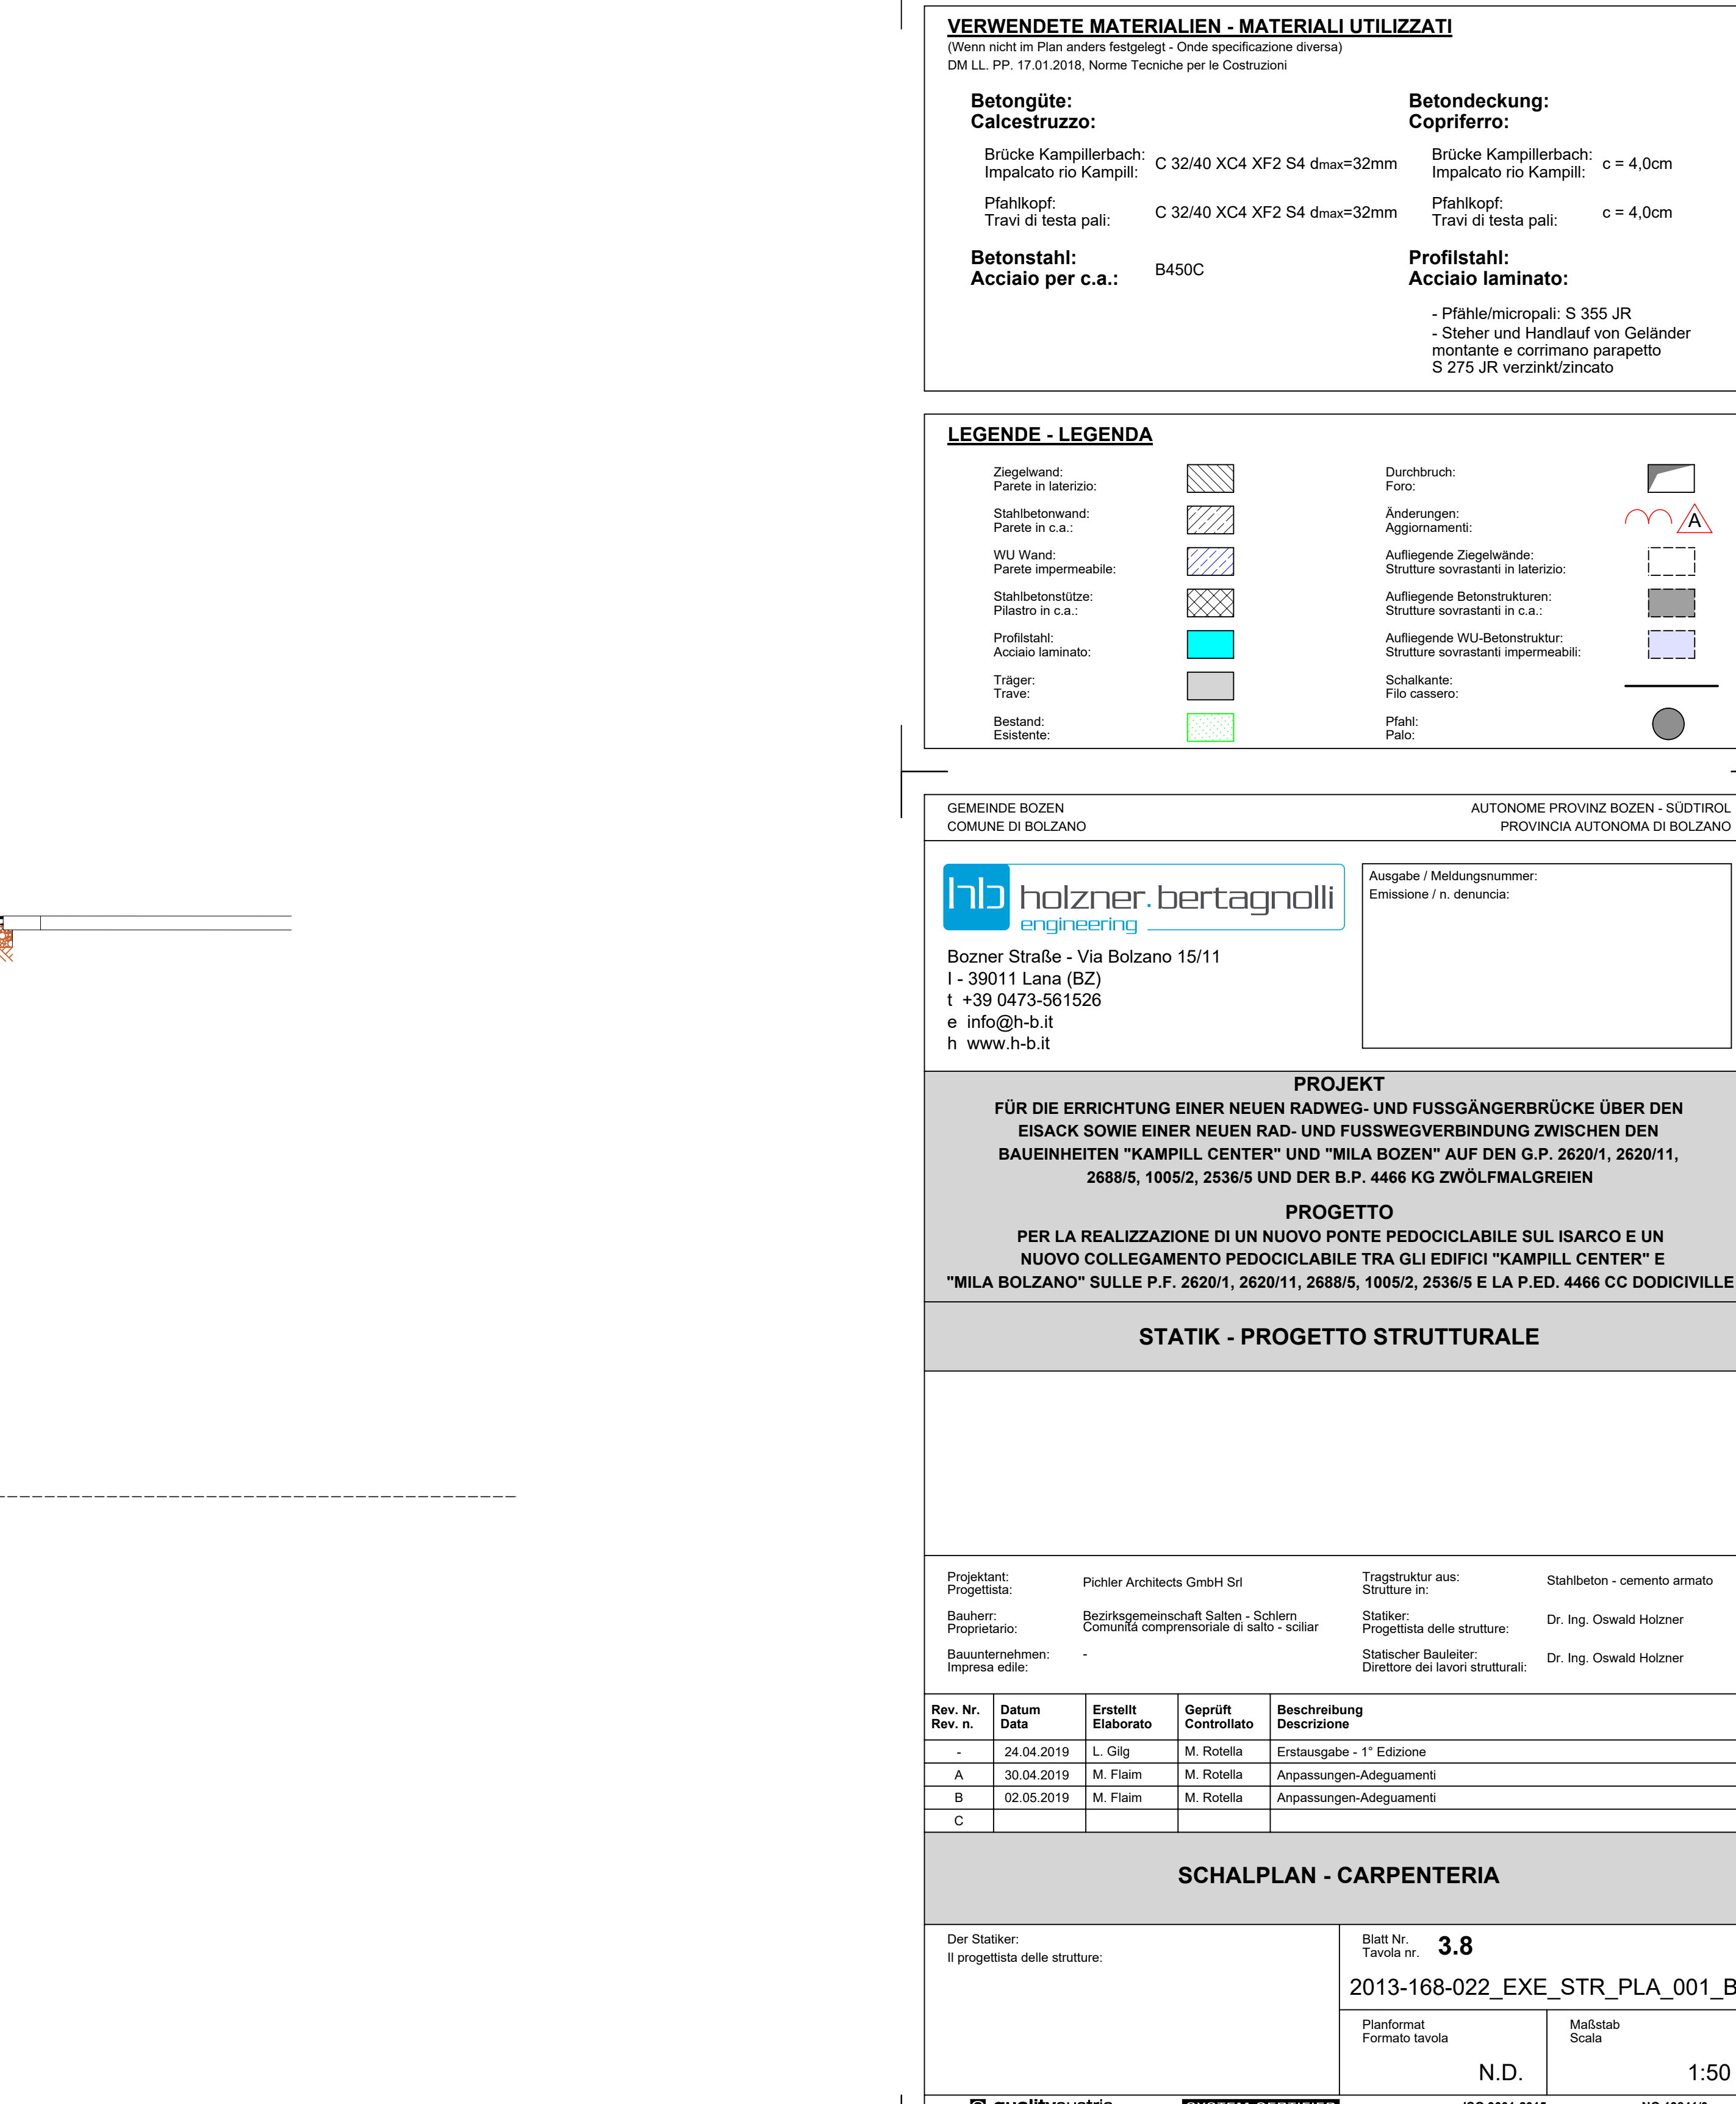 VERWENDETE MATERIALIEN - MATERIALI UTILIZZATI
(Wenn nicht im Plan anders festgelegt - Onde specificazione diversa)
DM LL. PP. 17.01.2018, Norme Tecniche per le Costruzioni
Betongüte:
Calcestruzzo:
Brücke Kampillerbach:
Impalcato rio Kampill:
C 32/40 XC4 XF2 S4 dmax=32mm
Pfahlkopf:
Travi di testa pali:
C 32/40 XC4 XF2 S4 dmax=32mm
Betonstahl:
Acciaio per c.a.:
B450C
Betondeckung:
Copriferro:
Brücke Kampillerbach:
Impalcato rio Kampill:
c = 4,0cm
Pfahlkopf:
Travi di testa pali:
c = 4,0cm
Profilstahl:
Acciaio laminato:
- Pfähle/micropali: S 355 JR
- Steher und Handlauf von Geländer
montante e corrimano parapetto
S 275 JR verzinkt/zincato
LEGENDE - LEGENDA
Ziegelwand:
Parete in laterizio:
Stahlbetonwand:
Parete in c.a.:
WU Wand:
Parete impermeabile:
Stahlbetonstütze:
Pilastro in c.a.:
Profilstahl:
Acciaio laminato:
Träger:
Trave:
Bestand:
Esistente:
Durchbruch:
Foro:
Änderungen:
Aggiornamenti:
A
Aufliegende Ziegelwände:
Strutture sovrastanti in laterizio:
Aufliegende Betonstrukturen:
Strutture sovrastanti in c.a.:
Aufliegende WU-Betonstruktur:
Strutture sovrastanti impermeabili:
Schalkante:
Filo cassero:
Pfahl:
Palo:
GEMEINDE BOZEN
COMUNE DI BOLZANO
AUTONOME PROVINZ BOZEN - SÜDTIROL
PROVINCIA AUTONOMA DI BOLZANO
hb holzner.bertagnolli
engineering
Bozner Straße - Via Bolzano 15/11
I - 39011 Lana (BZ)
t +39 0473-561526
e info@h-b.it
h www.h-b.it
Ausgabe / Meldungsnummer:
Emissione / n. denuncia:
PROJEKT
FÜR DIE ERRICHTUNG EINER NEUEN RADWEG- UND FUSSGÄNGERBRÜCKE ÜBER DEN
EISACK SOWIE EINER NEUEN RAD- UND FUSSWEGVERBINDUNG ZWISCHEN DEN
BAUEINHEITEN "KAMPILL CENTER" UND "MILA BOZEN" AUF DEN G.P. 2620/1, 2620/11,
2688/5, 1005/2, 2536/5 UND DER B.P. 4466 KG ZWÖLFMALGREIEN
PROGETTO
PER LA REALIZZAZIONE DI UN NUOVO PONTE PEDOCICLABILE SUL ISARCO E UN
NUOVO COLLEGAMENTO PEDOCICLABILE TRA GLI EDIFICI "KAMPILL CENTER" E
"MILA BOLZANO" SULLE P.F. 2620/1, 2620/11, 2688/5, 1005/2, 2536/5 E LA P.ED. 4466 CC DODICIVILLE
STATIK - PROGETTO STRUTTURALE
Projektant:
Progettista:
Pichler Architects GmbH Srl
Bauherr:
Proprietario:
Bezirksgemeinschaft Salten - Schlern
Comunitá comprensoriale di salto - sciliar
Bauunternehmen:
Impresa edile:
-
Tragstruktur aus:
Strutture in:
Stahlbeton - cemento armato
Statiker:
Progettista delle strutture:
Dr. Ing. Oswald Holzner
Statischer Bauleiter:
Direttore dei lavori strutturali:
Dr. Ing. Oswald Holzner
Rev. Nr. Datum Erstellt Geprüft Beschreibung
Rev. n. Data Elaborato Controllato Descrizione
- 24.04.2019 L. Gilg M. Rotella Erstausgabe - 1° Edizione
A 30.04.2019 M. Flaim M. Rotella Anpassungen-Adeguamenti
B 02.05.2019 M. Flaim M. Rotella Anpassungen-Adeguamenti
C
SCHALPLAN - CARPENTERIA
Der Statiker:
Il progettista delle strutture:
Blatt Nr.
Tavola nr.
3.8
2013-168-022_EXE_STR_PLA_001_B
Planformat
Formato tavola
N.D.
Maßstab
Scala
1:50